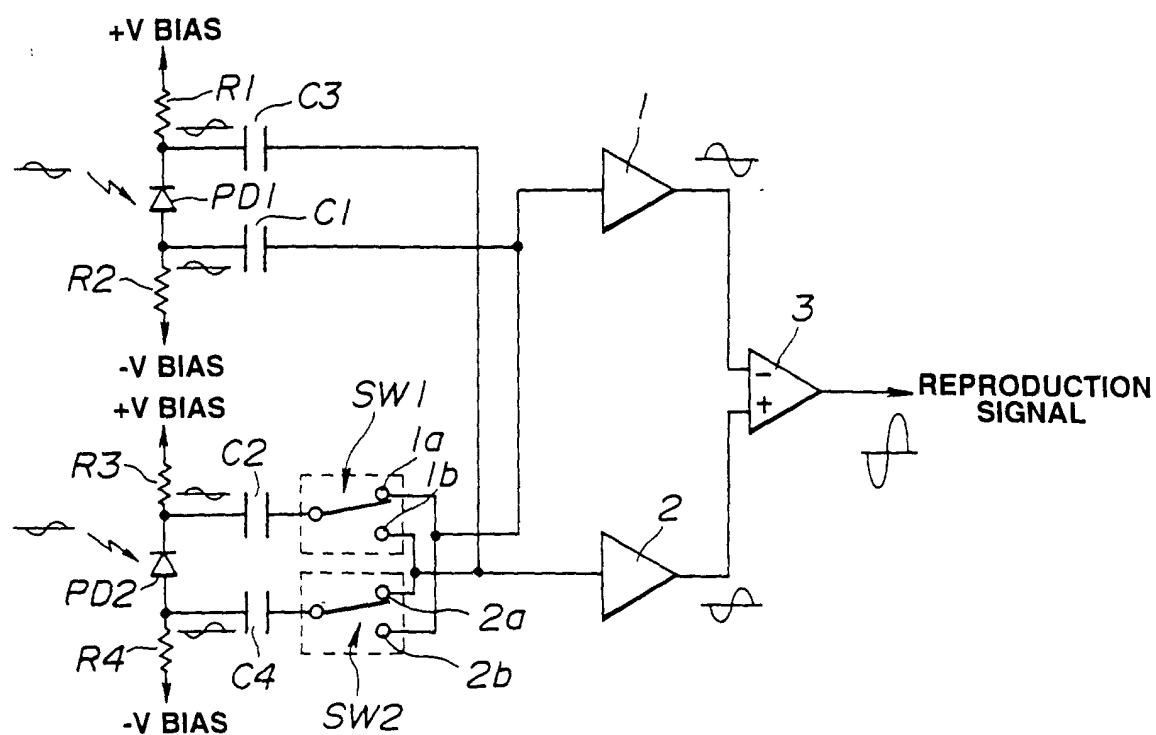 +V BIAS
R1
C3
1
PD1
C1
R2
3
-V BIAS
+V BIAS
SW1
−
+
REPRODUCTION
SIGNAL
R3
C2
1a
1b
2
PD2
2a
R4
C4
2b
-V BIAS
SW2